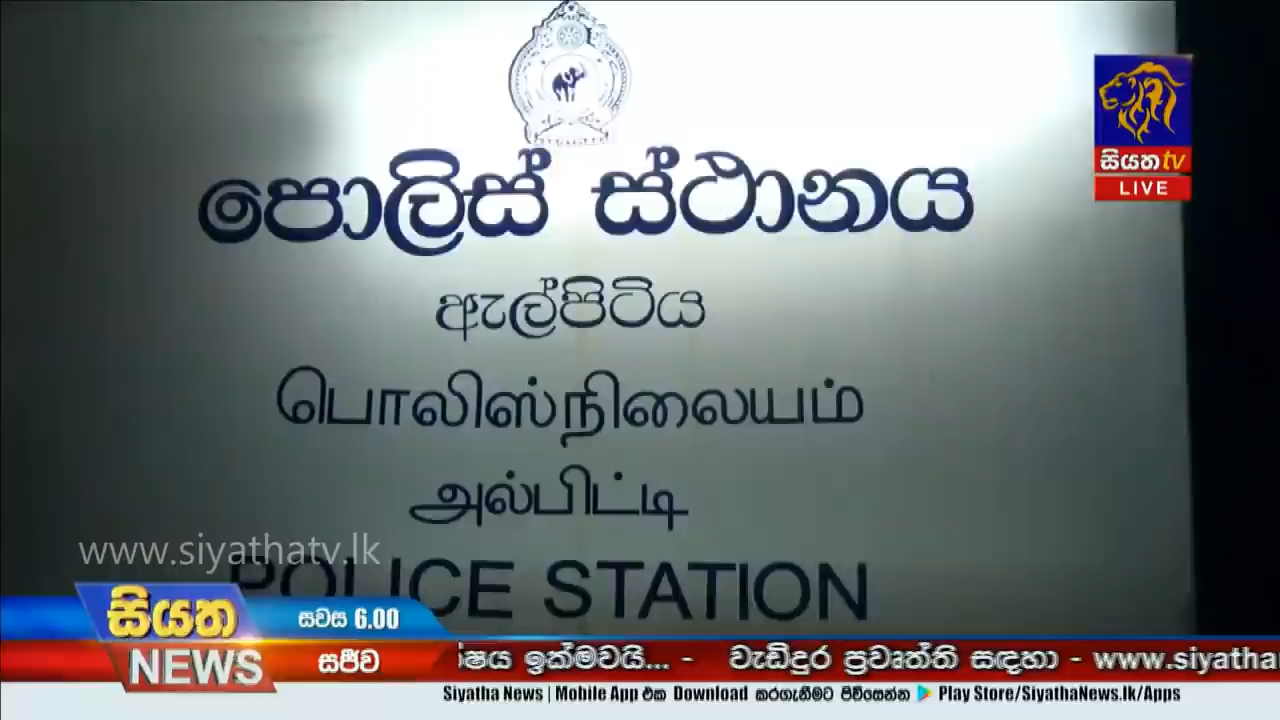 සියත tv
LIVE
පොලිස් ස්ථානය
ඇල්පිටිය
பொலிஸ்நிலையம்
அல்பிட்டி
www.siyathatv.lk
POLICE STATION
සියත
NEWS
සවස 6.00
සජීව
ඉක්මවයි... - වැඩිදුර ප්‍රවෘත්ති සඳහා - www.siyatha
Siyatha News | Mobile App එක Download කරගැනීමට පිවිසෙන්න Play Store/SiyathaNews.lk/Apps